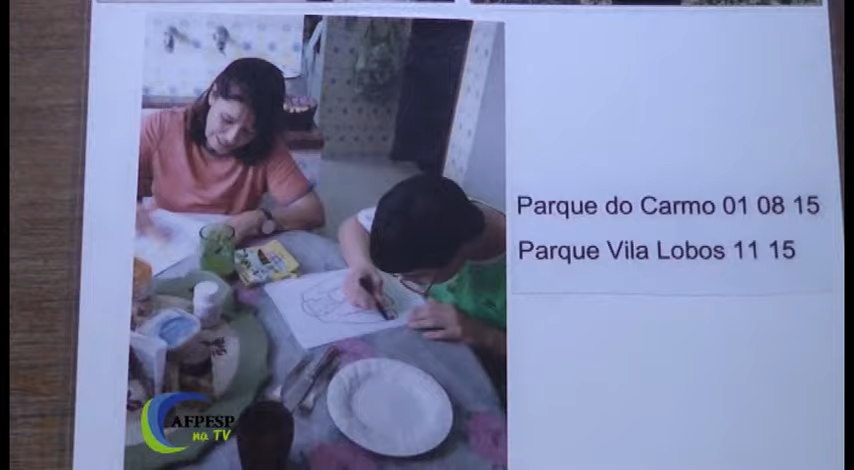 Parque do Carmo 01 08 15
Parque Vila Lobos 11 15
AFPESP
na TV